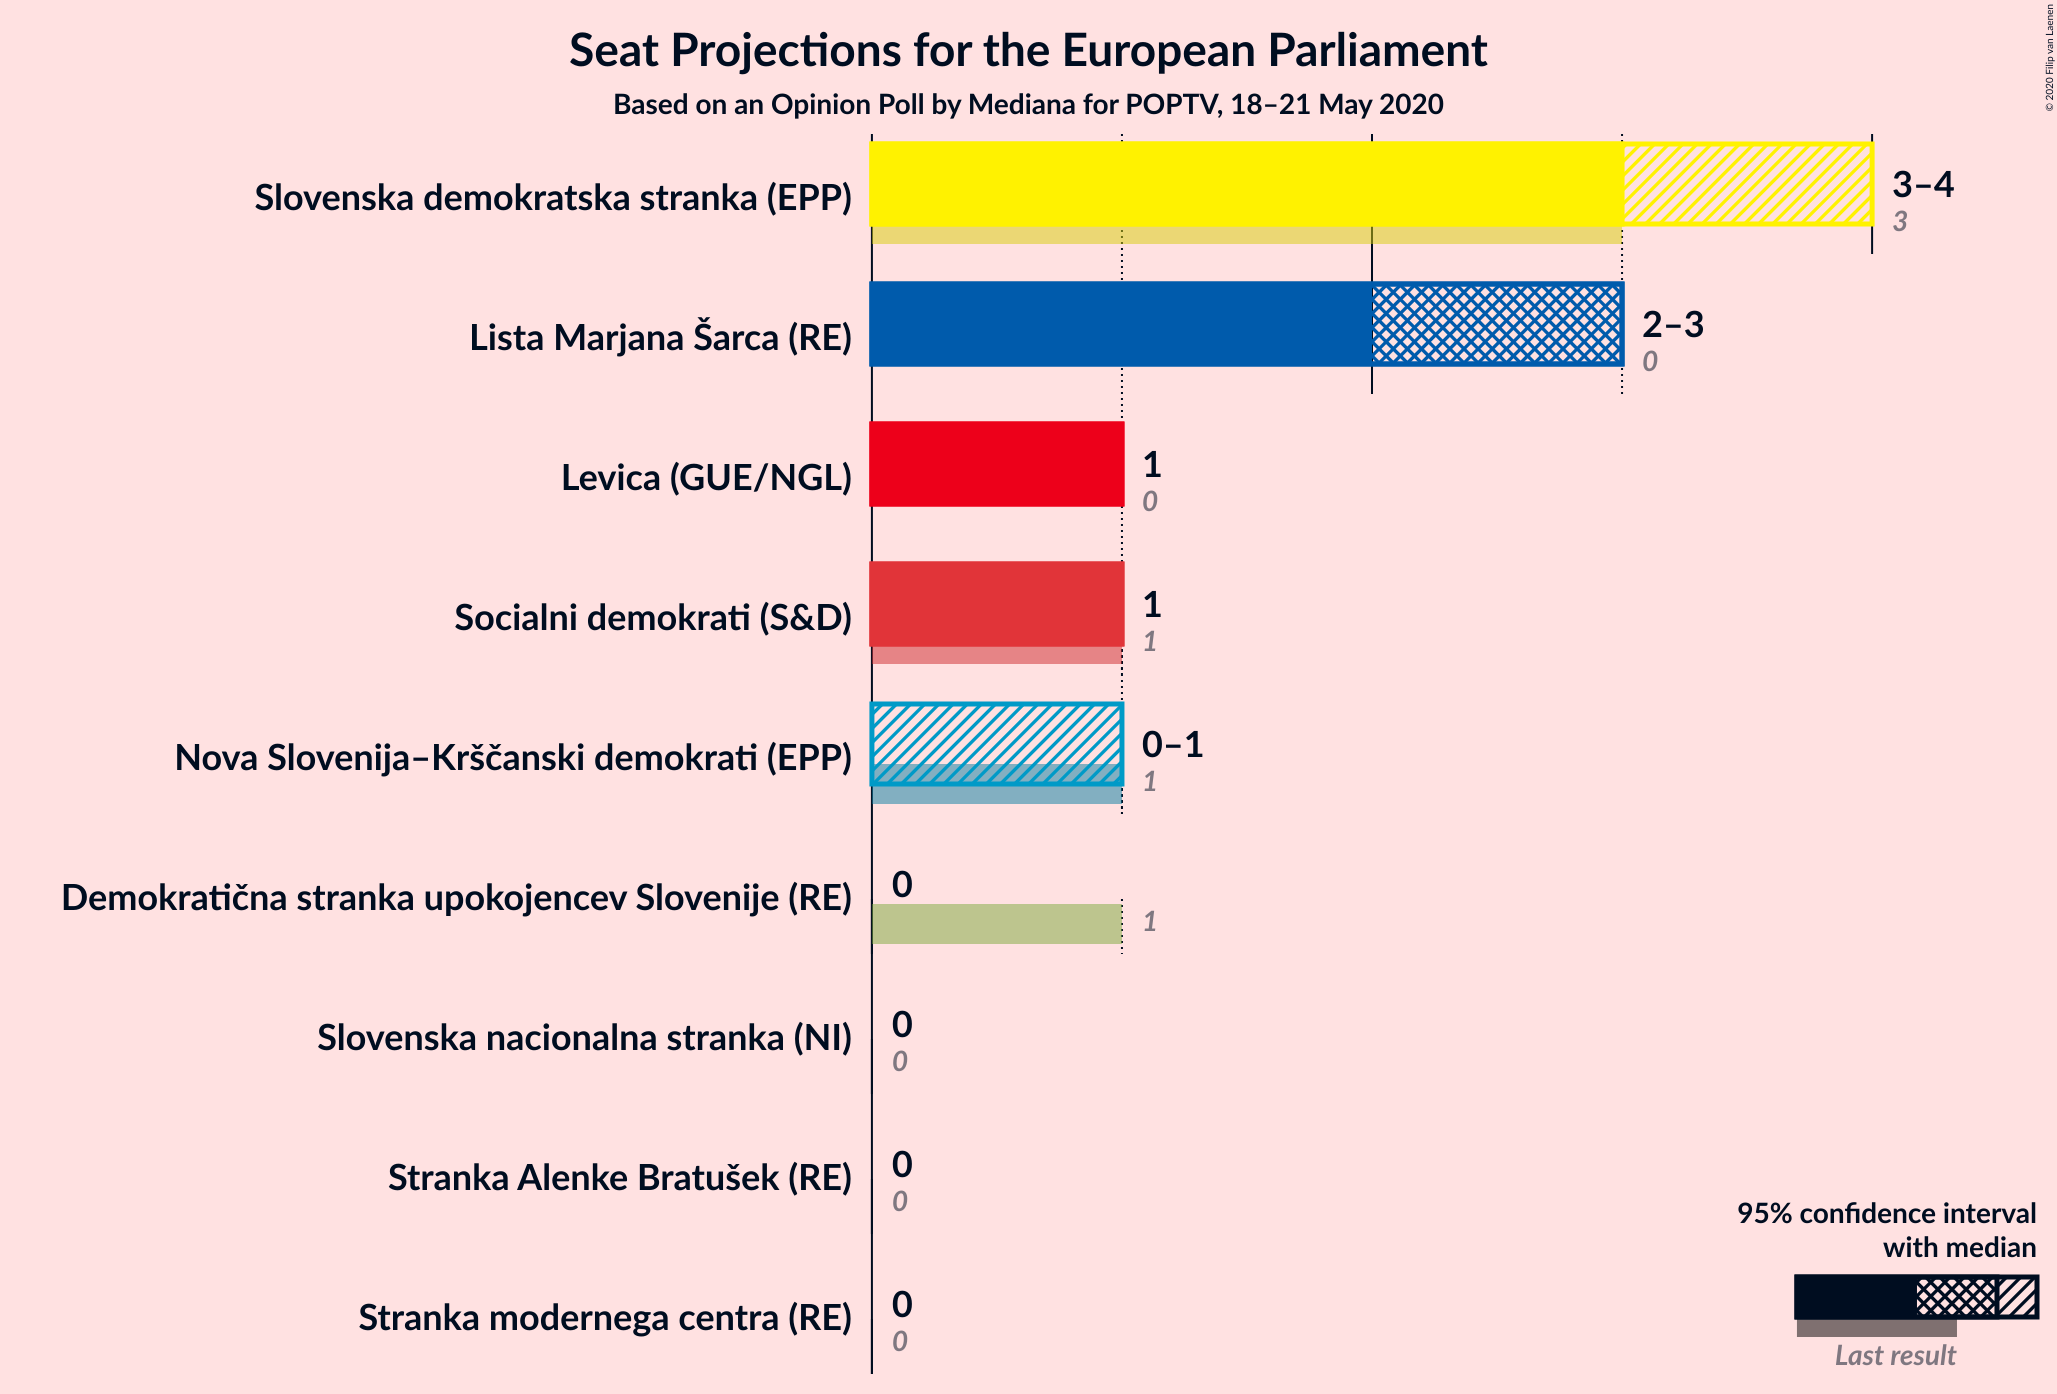 Seat Projections for the European Parliament
Based on an Opinion Poll by Mediana for POPTV, 18–21 May 2020
© 2020 Filip van Laenen
Slovenska demokratska stranka (EPP)
3–4
3
Lista Marjana Šarca (RE)
2–3
0
Levica (GUE/NGL)
1
0
Socialni demokrati (S&D)
1
1
Nova Slovenija–Krščanski demokrati (EPP)
0–1
1
Demokratična stranka upokojencev Slovenije (RE)
0
1
Slovenska nacionalna stranka (NI)
0
0
Stranka Alenke Bratušek (RE)
0
0
Stranka modernega centra (RE)
0
0
95% confidence interval
with median
Last result